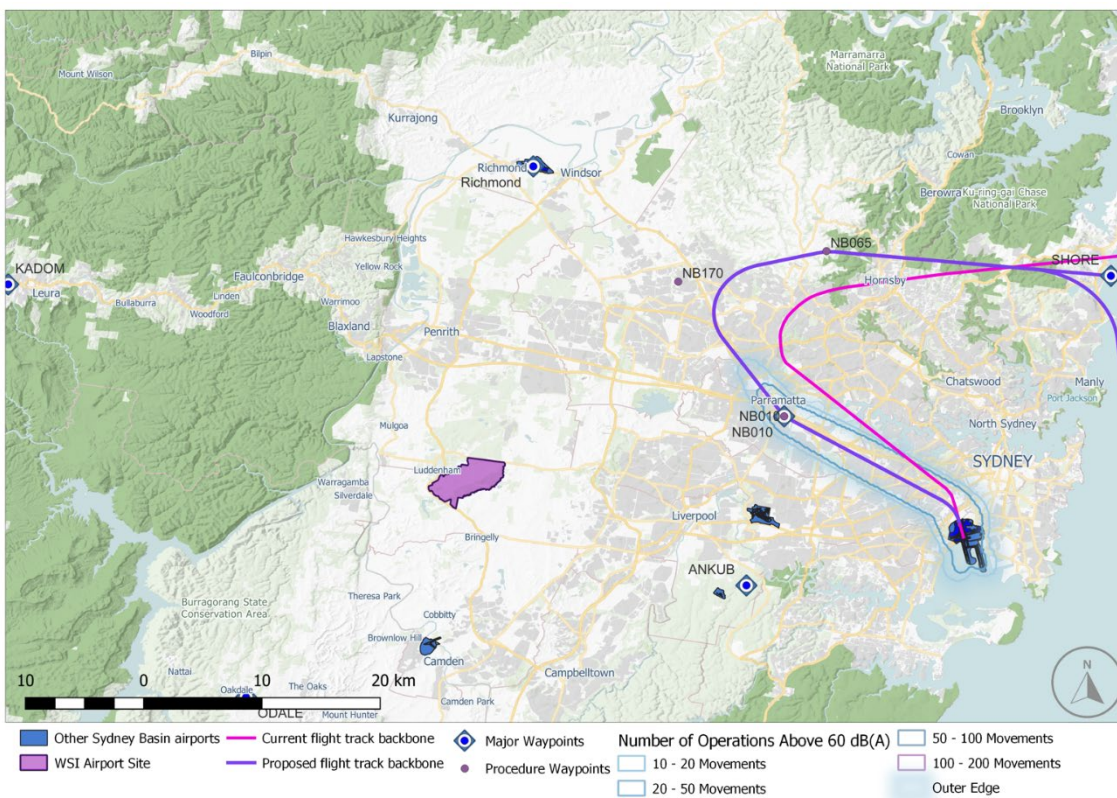 Marramarra
National Park
Bilpin
Mount Wilson
Brooklyn
Kurrajong
Cowan
Richmond
Richmond
Windsor
Berowra
Ku-ring-gai Chase
National Park
Hawkesbury Heights
NB065
KADOM
Faulconbridge
Yellow Rock
NB170
SHORE
Hornsby
Leura
Bullaburra
Linden
Woodford
Warrimoo
Blaxland
Penrith
Lapstone
Chatswood
Manly
Parramatta
Port Jackson
NB010
NB010
North Sydney
Mulgoa
SYDNEY
Luddenham
Warragamba
Silverdale
Liverpool
Bringelly
ANKUB
Theresa Park
Burragorang State
Conservation Area
Cobbitty
Brownlow Hill
Camden
Nattai
Campbelltown
N
10 0 10 20 km
Oakdale
The Oaks
Camden Park
ODALE
Mount Hunter
Other Sydney Basin airports
Current flight track backbone
Major Waypoints
Number of Operations Above 60 dB(A)
50 - 100 Movements
WSI Airport Site
Proposed flight track backbone
Procedure Waypoints
10 - 20 Movements
100 - 200 Movements
20 - 50 Movements
Outer Edge